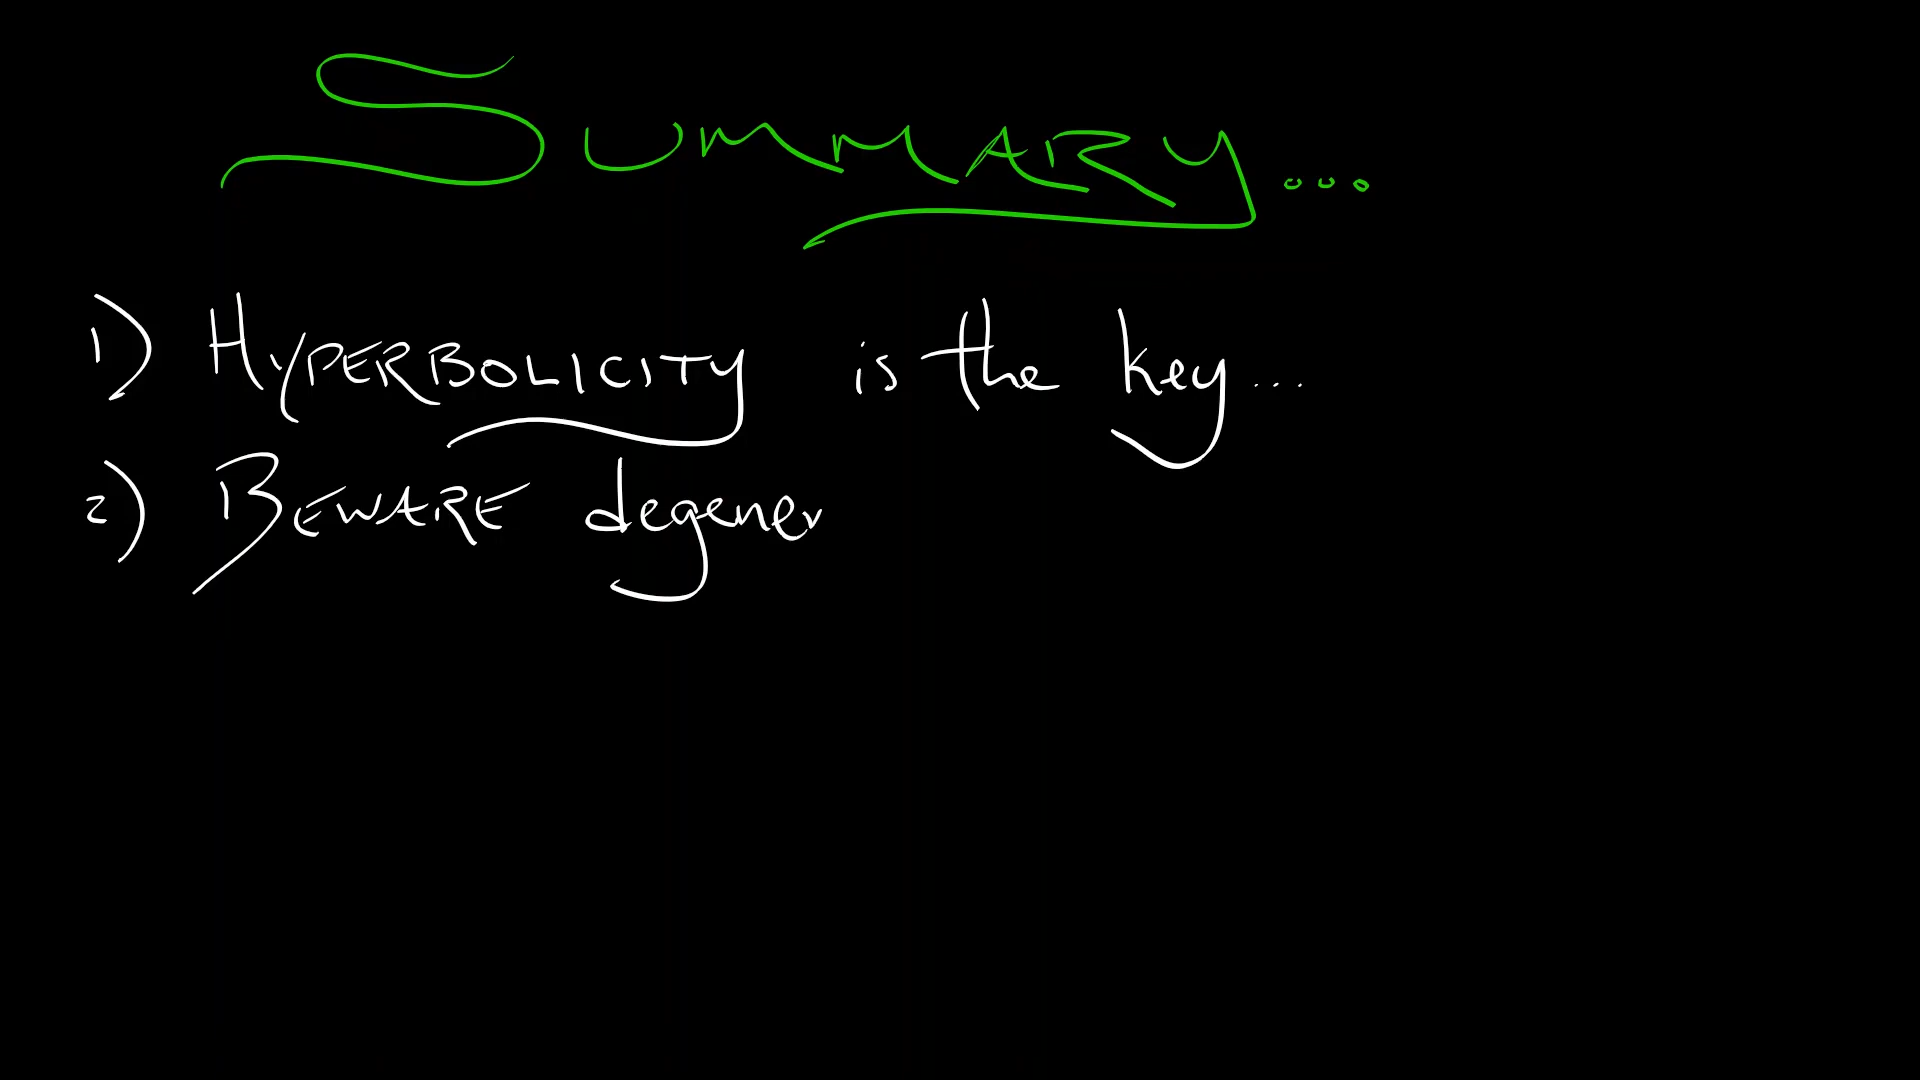 SUMMARY...
1) HYPERBOLICITY is the key...
2) BEWARE degener